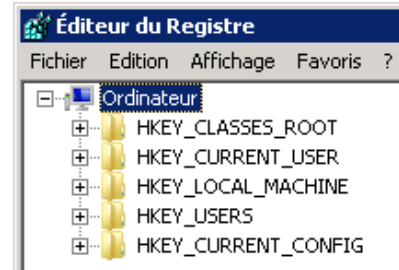 Éditeur du Registre
Fichier Edition Affichage Favoris ?
Ordinateur
HKEY_CLASSES_ROOT
HKEY_CURRENT_USER
HKEY_LOCAL_MACHINE
HKEY_USERS
HKEY_CURRENT_CONFIG